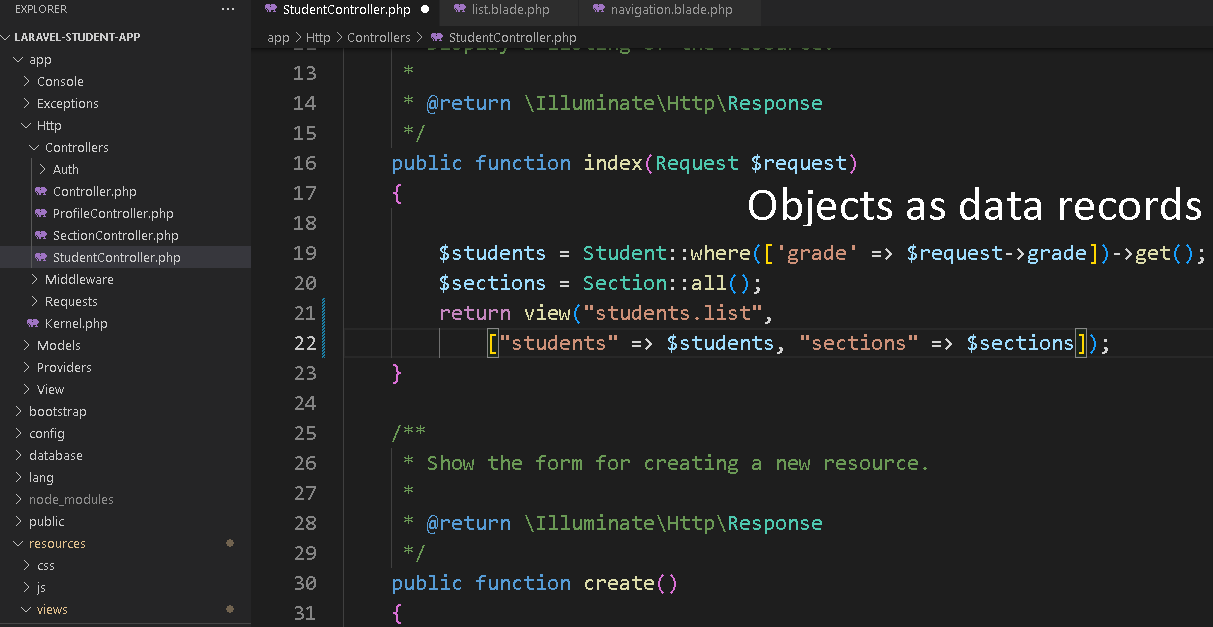 EXPLORER ···
LARAVEL-STUDENT-APP
app
Console
Exceptions
Http
Controllers
Auth
Controller.php
ProfileController.php
SectionController.php
StudentController.php
Middleware
Requests
Kernel.php
Models
Providers
View
bootstrap
config
database
lang
node_modules
public
resources
css
js
views
StudentController.php list.blade.php navigation.blade.php
app > Http > Controllers > StudentController.php
Display a listing of the resource.
13 *
14 * @return \Illuminate\Http\Response
15 */
16 public function index(Request $request)
17 {
Objects as data records
18
19 $students = Student::where(['grade' => $request->grade])->get();
20 $sections = Section::all();
21 return view("students.list",
22 ["students" => $students, "sections" => $sections]);
23 }
24
25 /**
26 * Show the form for creating a new resource.
27 *
28 * @return \Illuminate\Http\Response
29 */
30 public function create()
31 {